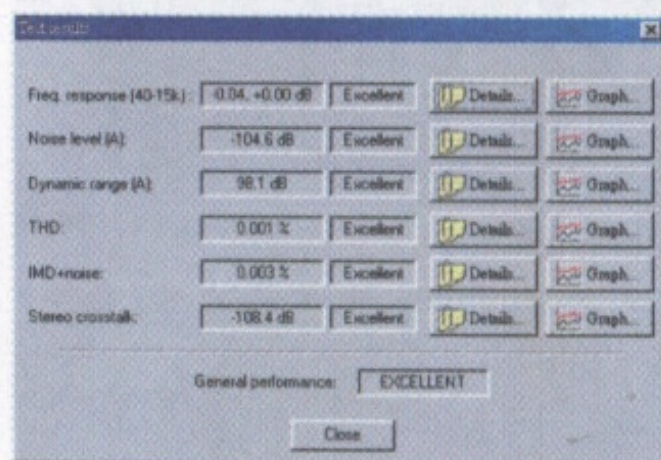 Test results
Freq. response (40-15k): -0.04, +0.00 dB Excellent Details... Graph...
Noise level (A): -104.6 dB Excellent Details... Graph...
Dynamic range (A): 98.1 dB Excellent Details... Graph...
THD: 0.001 % Excellent Details... Graph...
IMD+noise: 0.003 % Excellent Details... Graph...
Stereo crosstalk: -108.4 dB Excellent Details... Graph...
General performance: EXCELLENT
Close